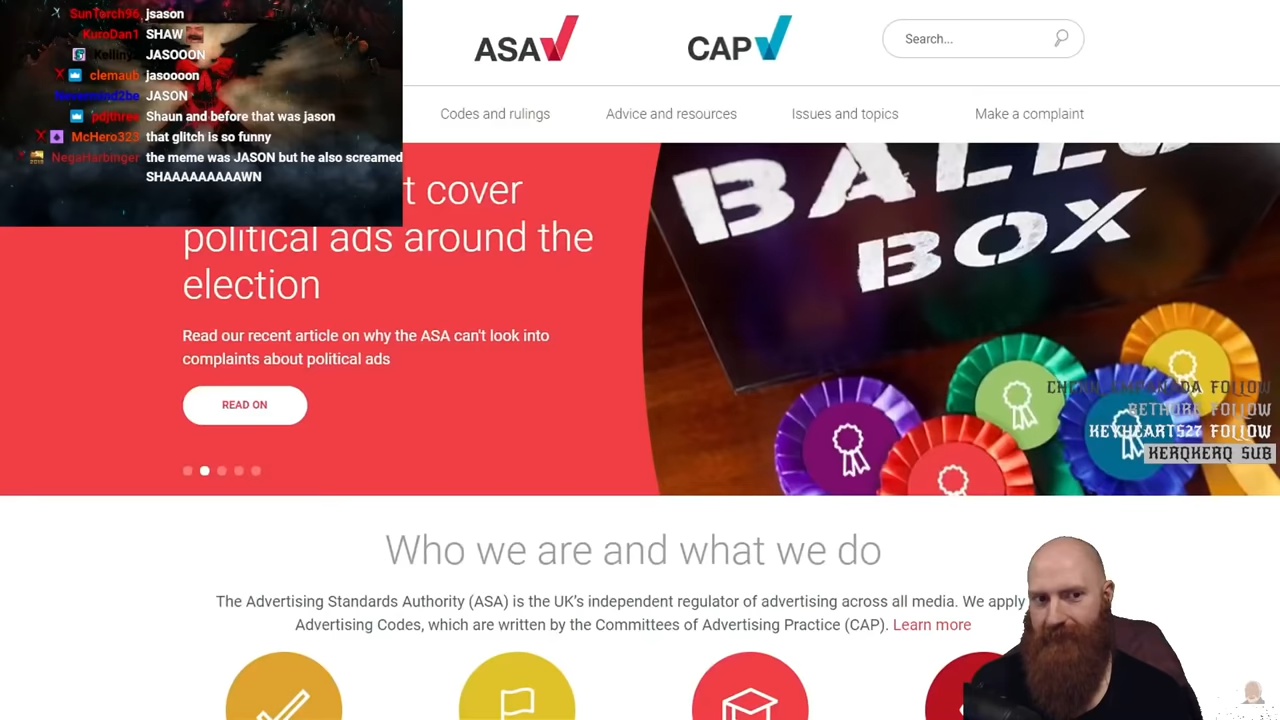 SunTorch96 jsason
KuroDan1 SHAW
JASOOON
clemaub jasoooon
JASON
pdjthree Shaun and before that was jason
McHero323 that glitch is so funny
NegaHarbinger the meme was JASON but he also screamed
SHAAAAAAAAWN
ASA
CAP
Search...
Codes and rulings
Advice and resources
Issues and topics
Make a complaint
t cover
political ads around the
election
Read our recent article on why the ASA can't look into
complaints about political ads
READ ON
BALLO
BOX
FOLLOW
FOLLOW
KEYHEARTS27 FOLLOW
KERQKERQ SUB
Who we are and what we do
The Advertising Standards Authority (ASA) is the UK's independent regulator of advertising across all media. We apply
Advertising Codes, which are written by the Committees of Advertising Practice (CAP). Learn more